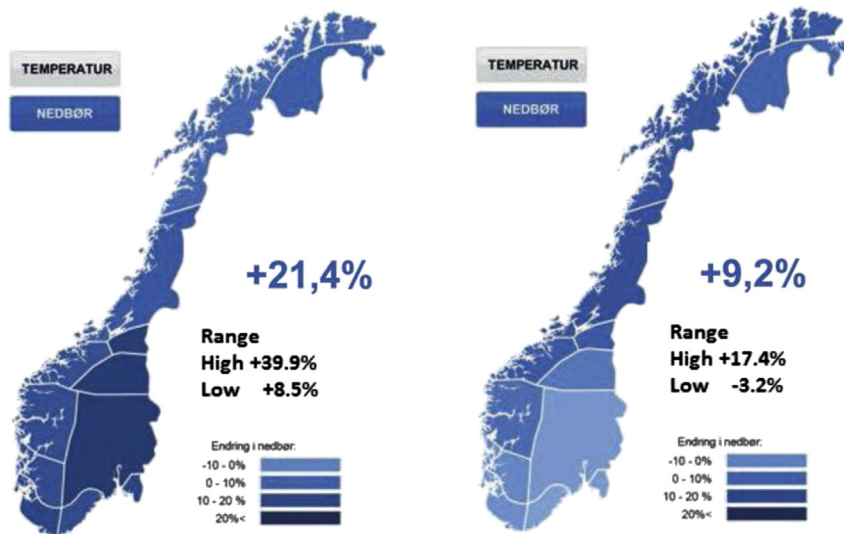 TEMPERATUR
NEDBØR
+21,4%
Range
High +39.9%
Low +8.5%
Endring i nedbør:
-10 - 0%
0 - 10%
10 - 20 %
20%<
TEMPERATUR
NEDBØR
+9,2%
Range
High +17.4%
Low -3.2%
Endring i nedbør:
-10 - 0%
0 - 10%
10 - 20 %
20%<